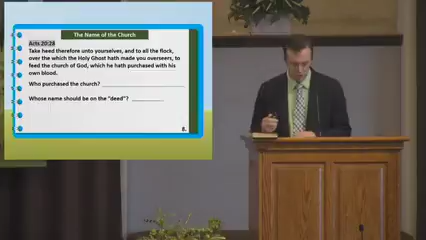 The Name of the Church
Acts 20:28
Take heed therefore unto yourselves, and to all the flock,
over the which the Holy Ghost hath made you overseers, to
feed the church of God, which he hath purchased with his
own blood.
Who purchased the church? ____________________
Whose name should be on the "deed"? ________
8.